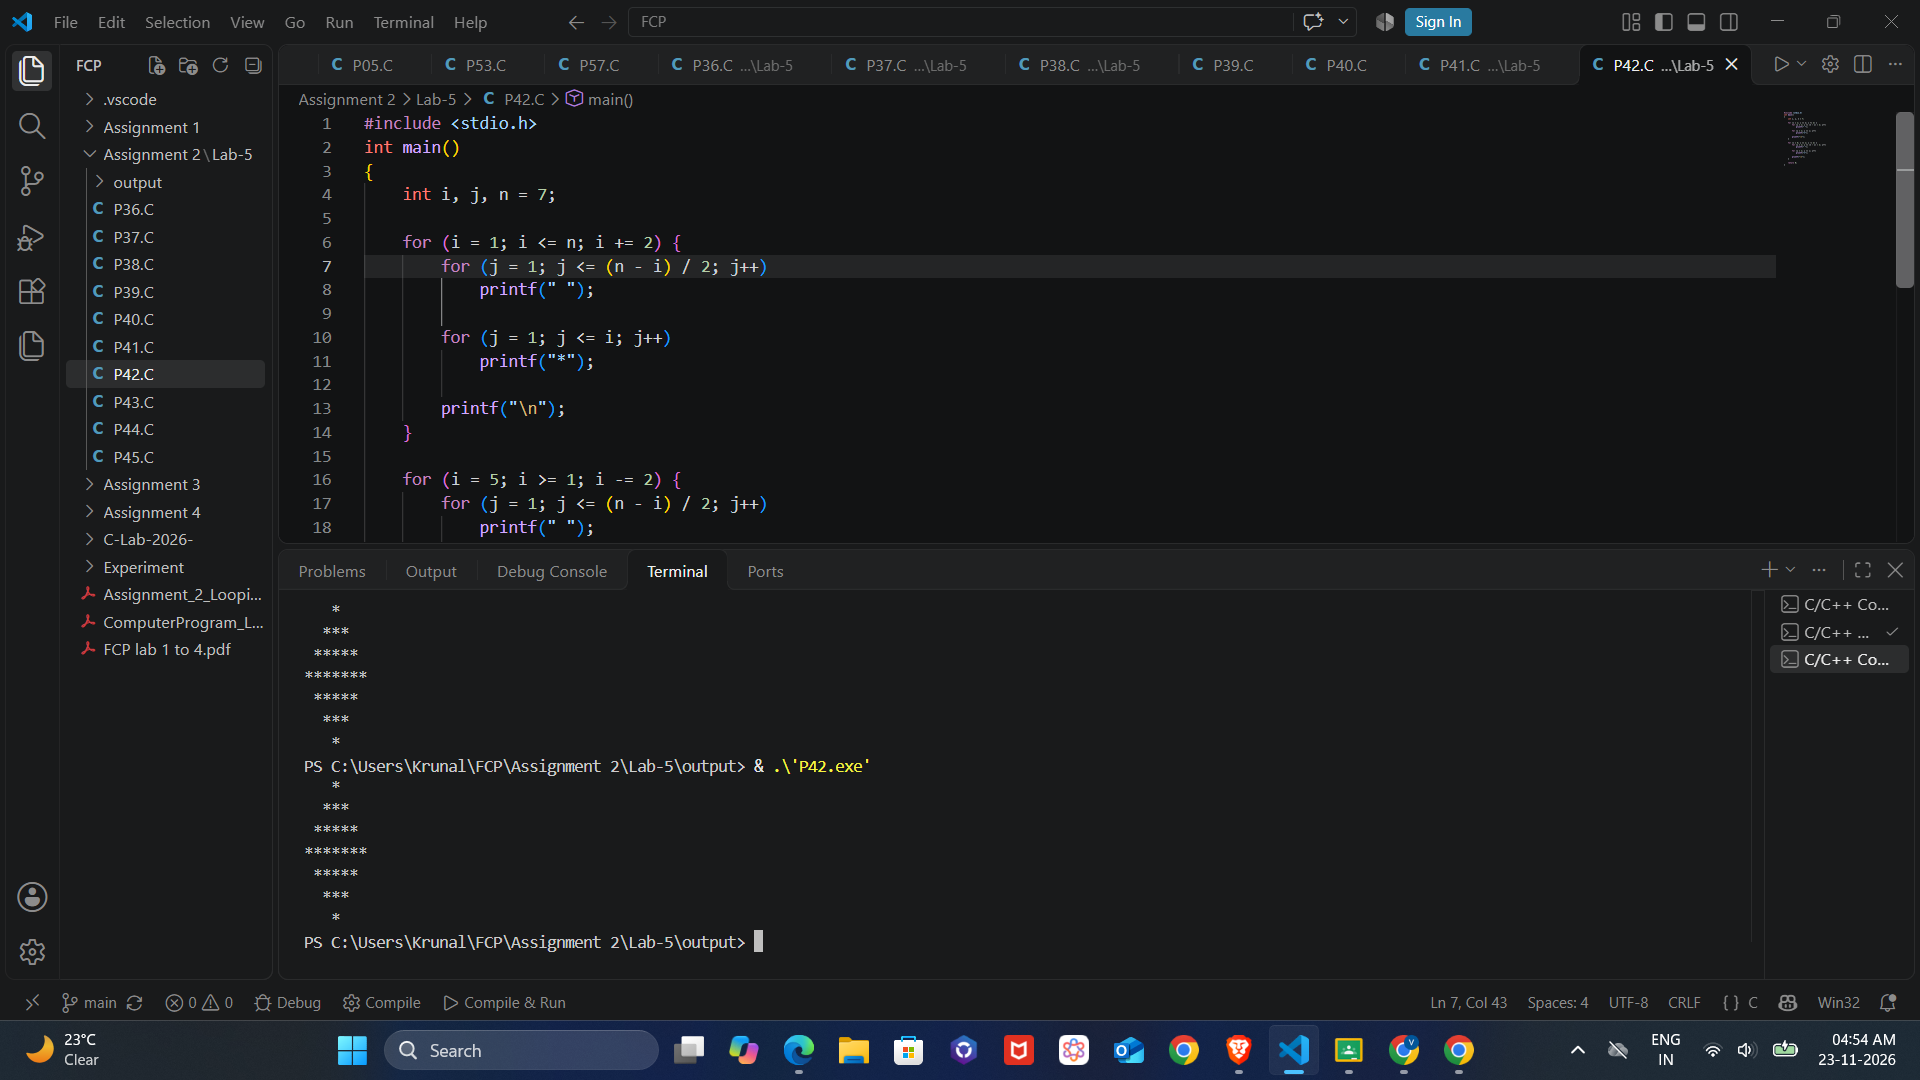 File Edit Selection View Go Run Terminal Help
FCP
Sign In
FCP
.vscode
Assignment 1
Assignment 2\Lab-5
output
C P36.C
C P37.C
C P38.C
C P39.C
C P40.C
C P41.C
C P42.C
C P43.C
C P44.C
C P45.C
Assignment 3
Assignment 4
C-Lab-2026-
Experiment
Assignment_2_Loopi...
ComputerProgram_L...
FCP lab 1 to 4.pdf
C P05.C C P53.C C P57.C C P36.C ...\Lab-5 C P37.C ...\Lab-5 C P38.C ...\Lab-5 C P39.C C P40.C C P41.C ...\Lab-5 C P42.C ...\Lab-5
Assignment 2 > Lab-5 > C P42.C > main()
1 #include <stdio.h>
2 int main()
3 {
4     int i, j, n = 7;
5
6     for (i = 1; i <= n; i += 2) {
7         for (j = 1; j <= (n - i) / 2; j++)
8             printf(" ");
9
10         for (j = 1; j <= i; j++)
11             printf("*");
12
13         printf("\n");
14     }
15
16     for (i = 5; i >= 1; i -= 2) {
17         for (j = 1; j <= (n - i) / 2; j++)
18             printf(" ");
Problems Output Debug Console Terminal Ports
   *
  ***
 *****
*******
 *****
  ***
   *
PS C:\Users\Krunal\FCP\Assignment 2\Lab-5\output> & .\'P42.exe'
   *
  ***
 *****
*******
 *****
  ***
   *
PS C:\Users\Krunal\FCP\Assignment 2\Lab-5\output>
C/C++ Co...
C/C++ ...
C/C++ Co...
main 0 0 Debug Compile Compile & Run Ln 7, Col 43 Spaces: 4 UTF-8 CRLF {} C Win32
23°C
Clear
Search
ENG
IN
04:54 AM
23-11-2026